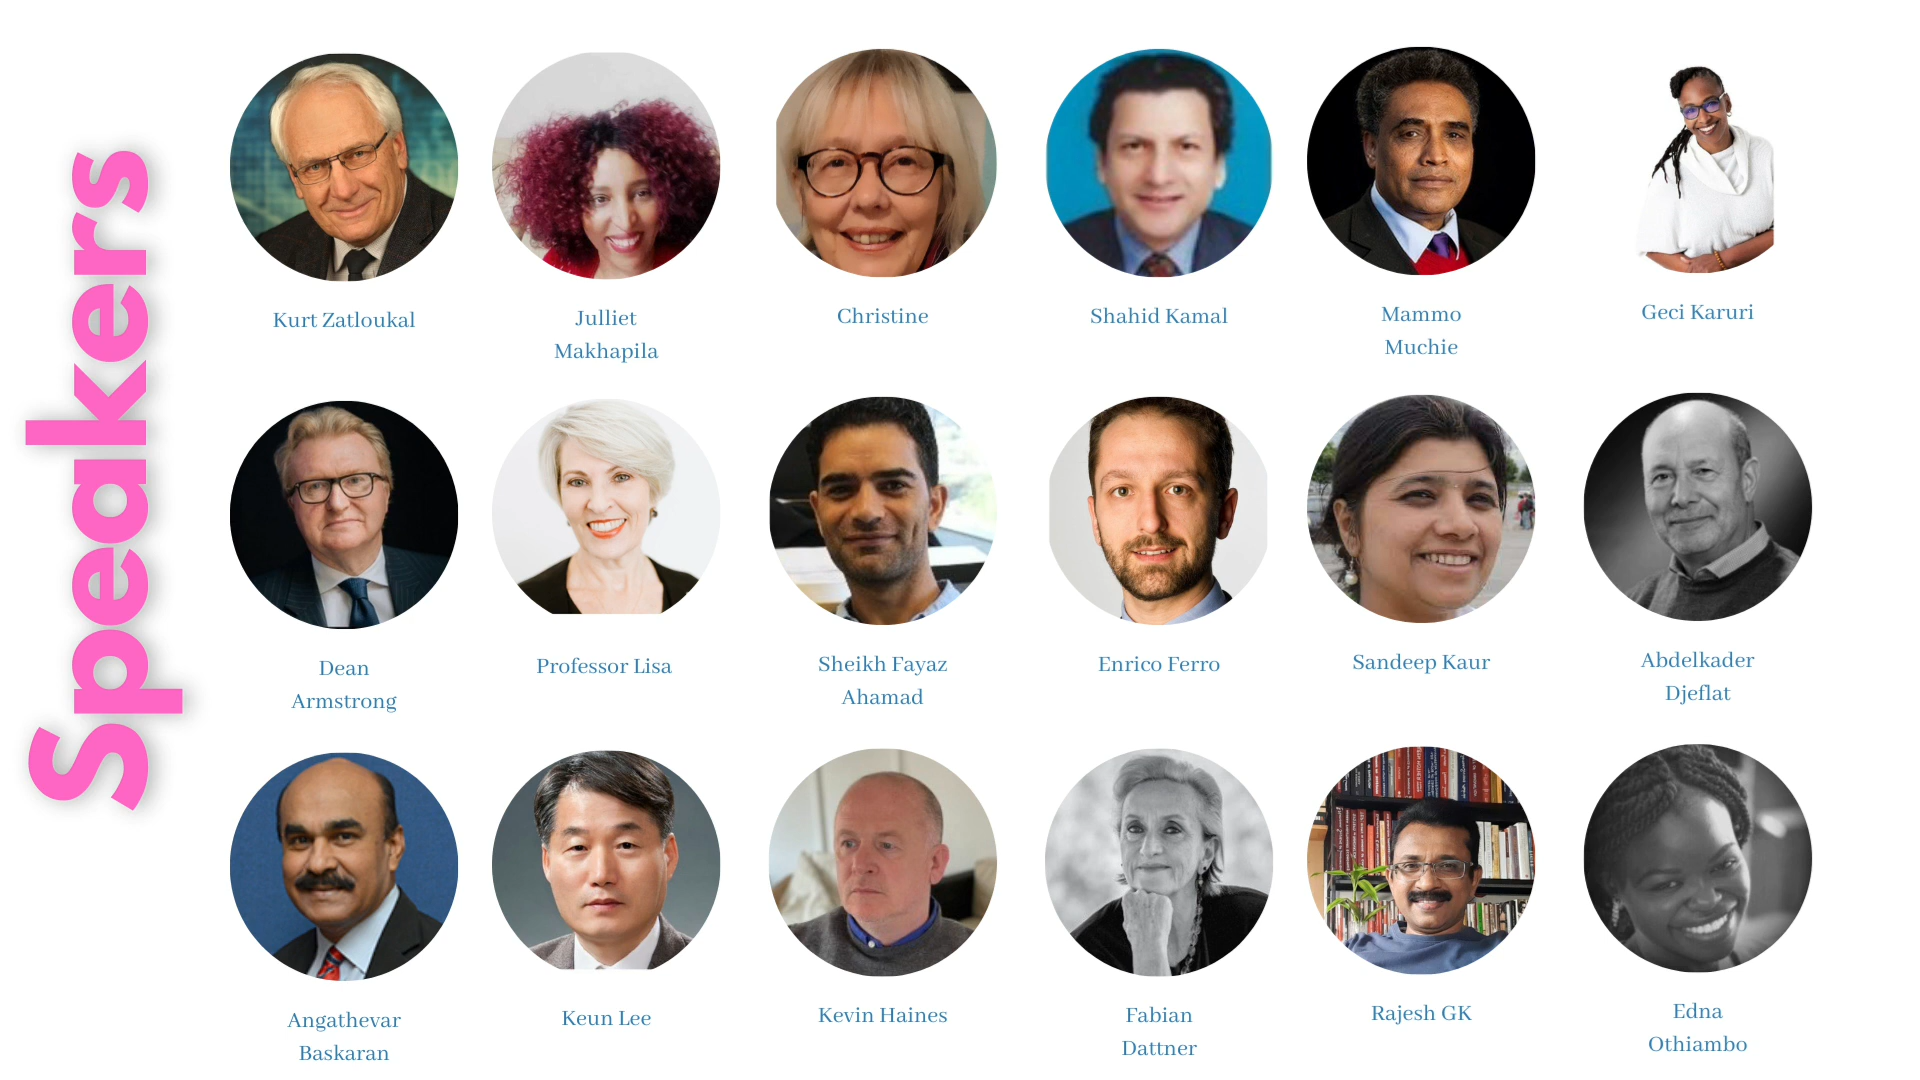 Speakers
Kurt Zatloukal
Julliet
Makhapila
Christine
Shahid Kamal
Mammo
Muchie
Geci Karuri
Dean
Armstrong
Professor Lisa
Sheikh Fayaz
Ahamad
Enrico Ferro
Sandeep Kaur
Abdelkader
Djeflat
Angathevar
Baskaran
Keun Lee
Kevin Haines
Fabian
Dattner
Rajesh GK
Edna
Othiambo